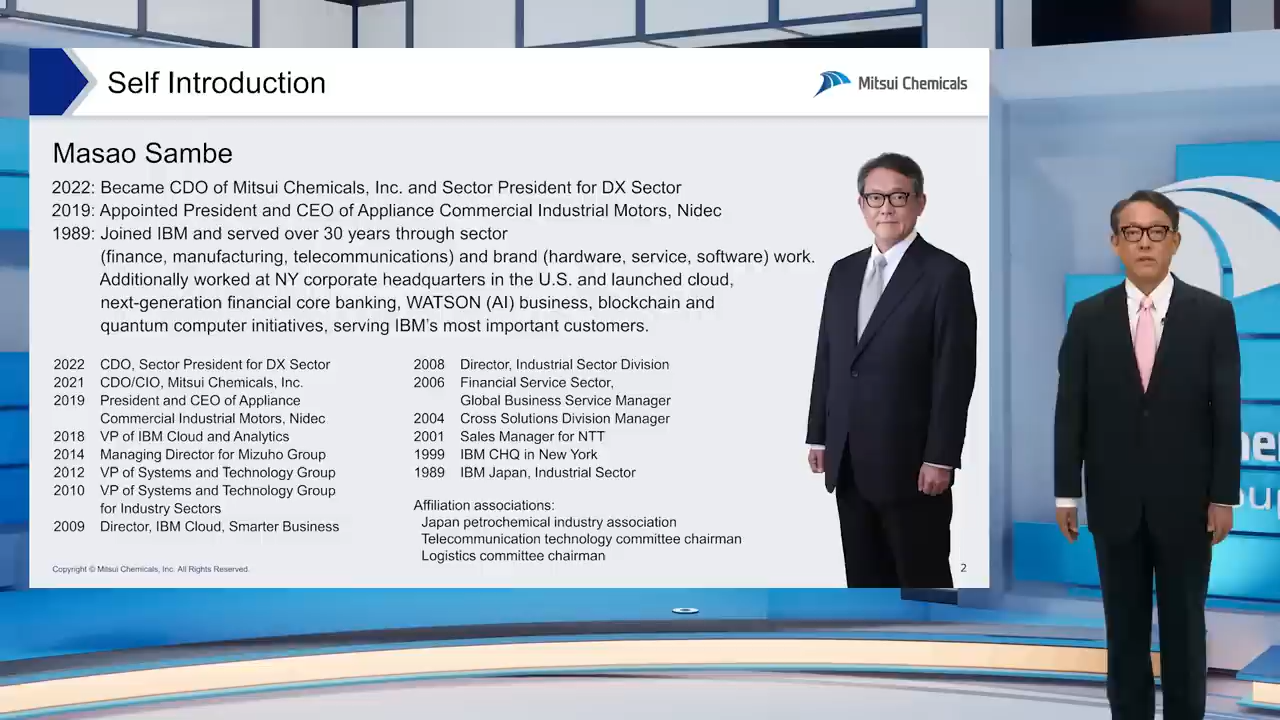 Self Introduction
Mitsui Chemicals
Masao Sambe
2022: Became CDO of Mitsui Chemicals, Inc. and Sector President for DX Sector
2019: Appointed President and CEO of Appliance Commercial Industrial Motors, Nidec
1989: Joined IBM and served over 30 years through sector
(finance, manufacturing, telecommunications) and brand (hardware, service, software) work.
Additionally worked at NY corporate headquarters in the U.S. and launched cloud,
next-generation financial core banking, WATSON (AI) business, blockchain and
quantum computer initiatives, serving IBM's most important customers.
2022 CDO, Sector President for DX Sector
2021 CDO/CIO, Mitsui Chemicals, Inc.
2019 President and CEO of Appliance
Commercial Industrial Motors, Nidec
2018 VP of IBM Cloud and Analytics
2014 Managing Director for Mizuho Group
2012 VP of Systems and Technology Group
2010 VP of Systems and Technology Group
for Industry Sectors
2009 Director, IBM Cloud, Smarter Business
2008 Director, Industrial Sector Division
2006 Financial Service Sector,
Global Business Service Manager
2004 Cross Solutions Division Manager
2001 Sales Manager for NTT
1999 IBM CHQ in New York
1989 IBM Japan, Industrial Sector
Affiliation associations:
Japan petrochemical industry association
Telecommunication technology committee chairman
Logistics committee chairman
Copyright © Mitsui Chemicals, Inc. All Rights Reserved.
2